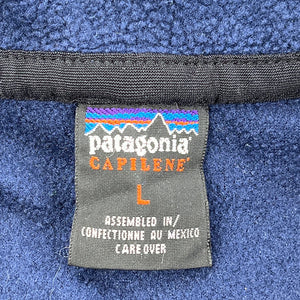 patagonia
CAPILENE®
L
ASSEMBLED IN/
CONFECTIONNE AU MEXICO
CARE OVER